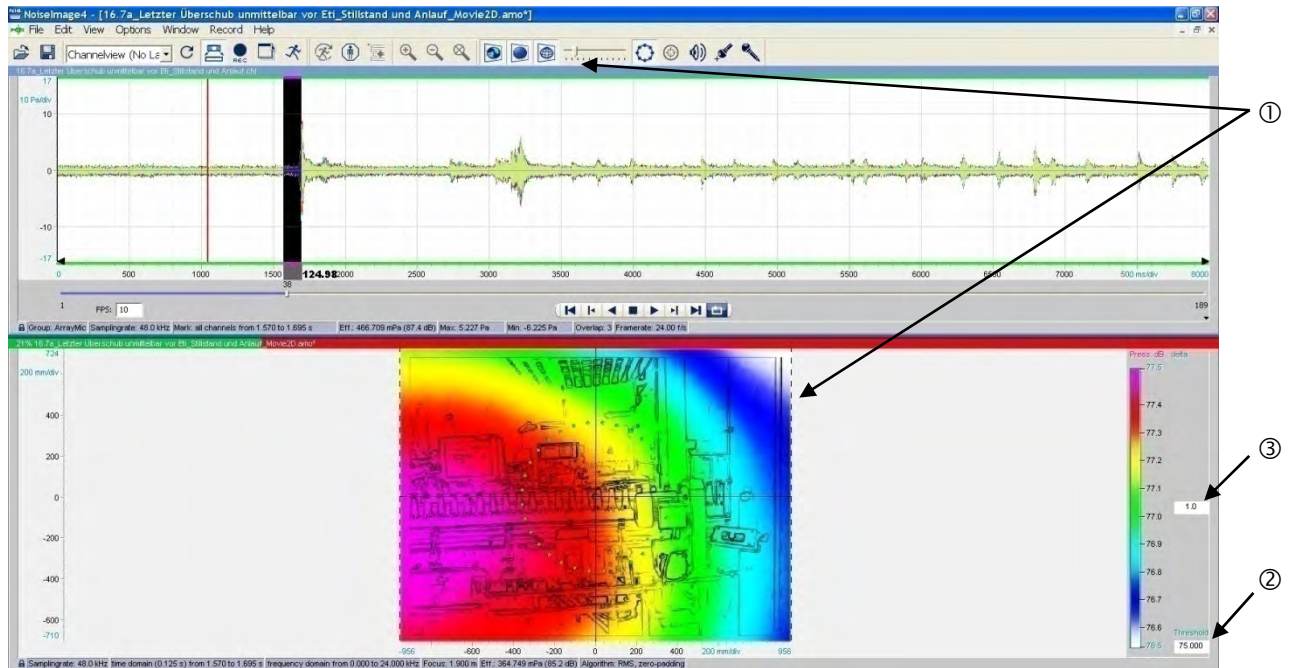 NoiseImage4 - [16.7a_Letzter Überschub unmittelbar vor Eti_Stillstand und Anlauf_Movie2D.amo*]
File Edit View Options Window Record Help
Channelview (No La
REC
16.7a_Letzter Überschub unmittelbar vor Eti_Stillstand und Anlauf.chl
17
10 Pa/div
10
0
-10
-17
0 500 1000 1500 124.98 2000 2500 3000 3500 4000 4500 5000 5500 6000 6500 7000 500 ms/div 8000
38
1 189
FPS: 10
Group: ArrayMic Samplingrate: 48.0 kHz Mark: all channels from 1.570 to 1.695 s Eff.: 466.709 mPa (87.4 dB) Max: 5.227 Pa Min: -6.225 Pa Overlap: 3 Framerate: 24.00 f/s
21% 16.7a_Letzter Überschub unmittelbar vor Eti_Stillstand und Anlauf_Movie2D.amo*
724
200 mm/div
400
200
0
-200
-400
-600
-710
-956 -600 -400 -200 0 200 400 200 mm/div 956
Press. dB delta
77.5
77.4
77.3
77.2
77.1
77.0
76.9
76.8
76.7
76.6
76.5
1.0
Threshold
75.000
Samplingrate: 48.0 kHz time domain (0.125 s) from 1.570 to 1.695 s frequency domain from 0.000 to 24.000 kHz Focus: 1.900 m Eff.: 364.749 mPa (85.2 dB) Algorithm: RMS, zero-padding
①
③
②